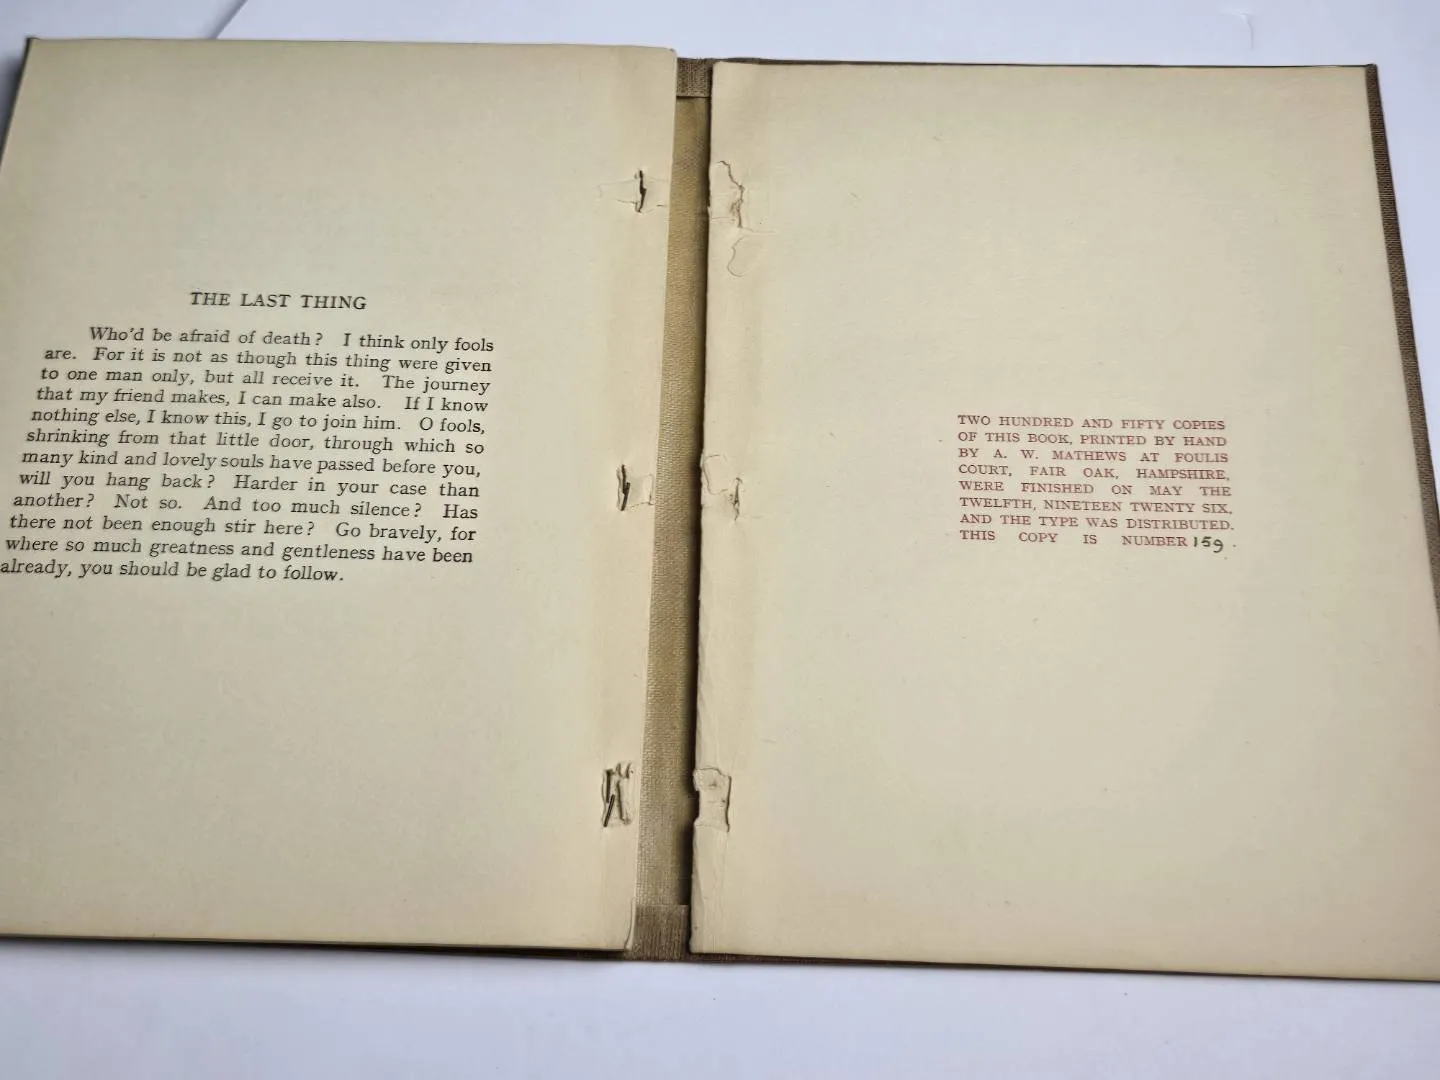 THE LAST THING
Who'd be afraid of death? I think only fools
are. For it is not as though this thing were given
to one man only, but all receive it. The journey
that my friend makes, I can make also. If I know
nothing else, I know this, I go to join him. O fools,
shrinking from that little door, through which so
many kind and lovely souls have passed before you,
will you hang back? Harder in your case than
another? Not so. And too much silence? Has
there not been enough stir here? Go bravely, for
where so much greatness and gentleness have been
already, you should be glad to follow.
TWO HUNDRED AND FIFTY COPIES
OF THIS BOOK, PRINTED BY HAND
BY A. W. MATHEWS AT FOULIS
COURT, FAIR OAK, HAMPSHIRE,
WERE FINISHED ON MAY THE
TWELFTH, NINETEEN TWENTY SIX,
AND THE TYPE WAS DISTRIBUTED.
THIS COPY IS NUMBER 159.